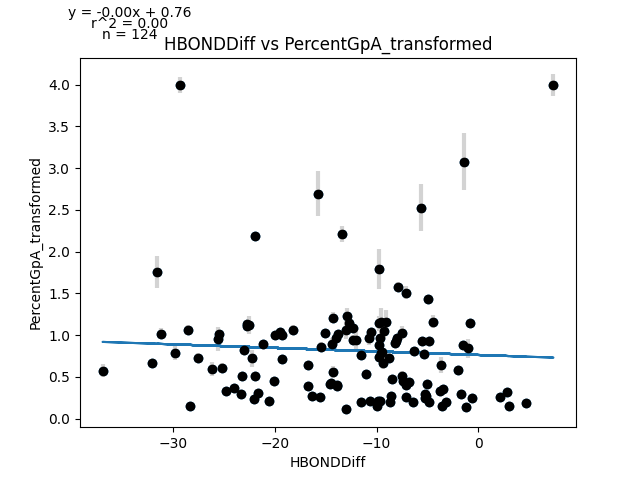 y = -0.00x + 0.76
r^2 = 0.00
n = 124
HBONDDiff vs PercentGpA_transformed
PercentGpA_transformed
4.0
3.5
3.0
2.5
2.0
1.5
1.0
0.5
0.0
−30 −20 −10 0
HBONDDiff